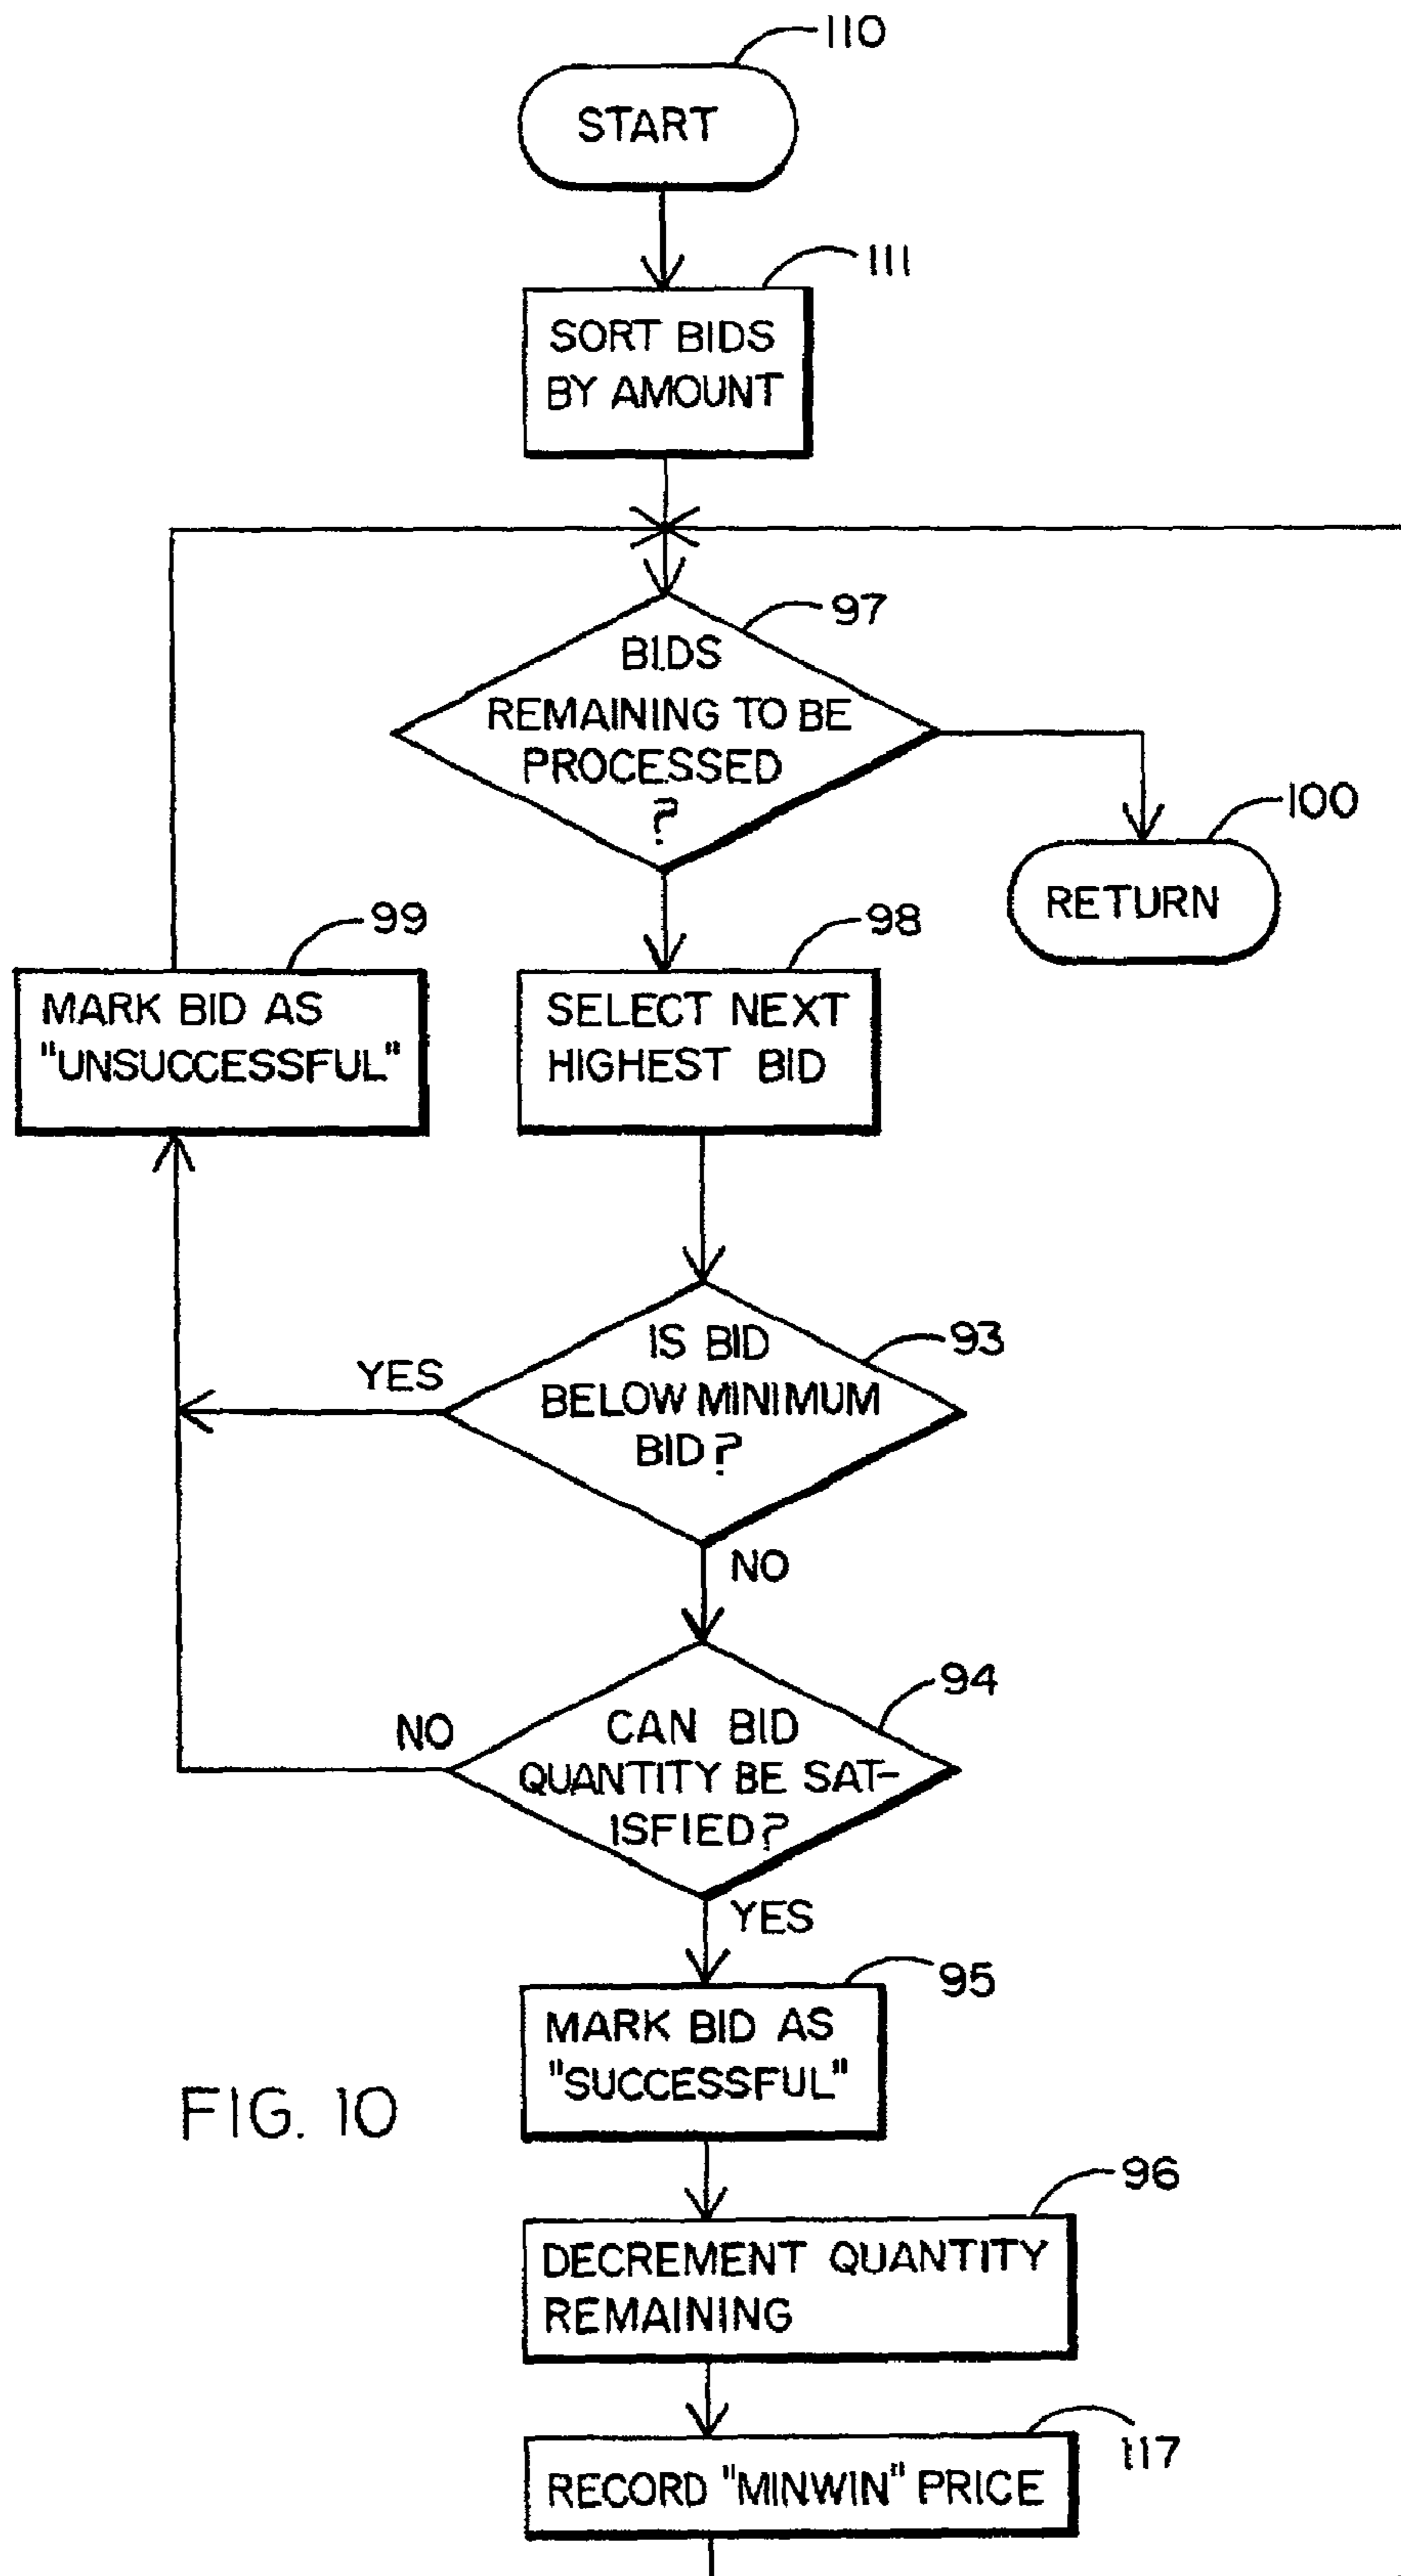 110
START
111
SORT BIDS
BY AMOUNT
97
BIDS
REMAINING TO BE
PROCESSED
?
100
RETURN
99
MARK BID AS
"UNSUCCESSFUL"
98
SELECT NEXT
HIGHEST BID
93
IS BID
BELOW MINIMUM
BID?
YES
NO
94
CAN BID
QUANTITY BE SAT-
ISFIED?
NO
YES
95
MARK BID AS
"SUCCESSFUL"
FIG. 10
96
DECREMENT QUANTITY
REMAINING
117
RECORD "MINWIN" PRICE